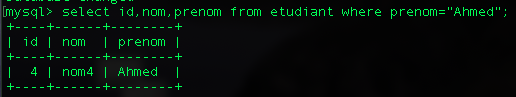 [mysql> select id,nom,prenom from etudiant where prenom="Ahmed";
+----+------+--------+
| id | nom  | prenom |
+----+------+--------+
|  4 | nom4 | Ahmed  |
+----+------+--------+